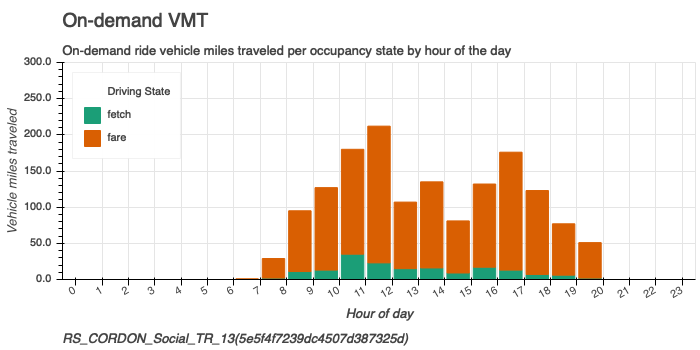 On-demand VMT
On-demand ride vehicle miles traveled per occupancy state by hour of the day
300.0
250.0
200.0
150.0
100.0
50.0
0.0
Vehicle miles traveled
Driving State
fetch
fare
0 1 2 3 4 5 6 7 8 9 10 11 12 13 14 15 16 17 18 19 20 21 22 23
Hour of day
RS_CORDON_Social_TR_13(5e5f4f7239dc4507d387325d)